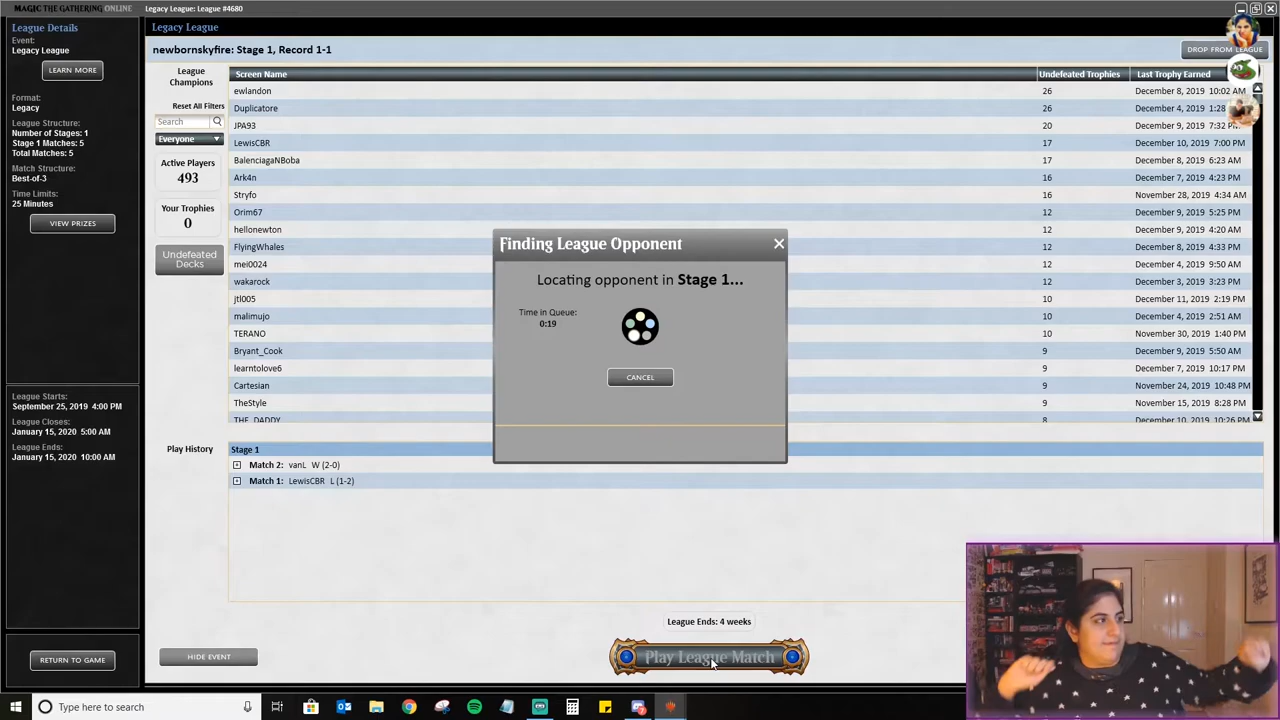 MAGIC THE GATHERING ONLINE
Legacy League: League #4680
League Details
Event:
Legacy League
LEARN MORE
Format:
Legacy
League Structure:
Number of Stages: 1
Stage 1 Matches: 5
Total Matches: 5
Match Structure:
Best-of-3
Time Limits:
25 Minutes
VIEW PRIZES
League Starts:
September 25, 2019 4:00 PM
League Closes:
January 15, 2020 5:00 AM
League Ends:
January 15, 2020 10:00 AM
RETURN TO GAME
Legacy League
newbornskyfire: Stage 1, Record 1-1
DROP FROM LEAGUE
League
Champions
Reset All Filters
Search
Everyone
Active Players
493
Your Trophies
0
Undefeated
Decks
Screen Name Undefeated Trophies Last Trophy Earned
ewlandon 26 December 8, 2019 10:02 AM
Duplicatore 26 December 4, 2019 1:28
JPA93 20 December 9, 2019 7:32 PM
LewisCBR 17 December 10, 2019 7:00 PM
BalenciagaNBoba 17 December 8, 2019 6:23 AM
Ark4n 16 December 7, 2019 4:23 PM
Stryfo 16 November 28, 2019 4:34 AM
Orim67 12 December 9, 2019 5:25 PM
hellonewton 12 December 9, 2019 4:20 AM
FlyingWhales 12 December 8, 2019 4:33 PM
mei0024 12 December 4, 2019 9:50 AM
wakarock 12 December 4, 2019 3:23 PM
jtl005 10 December 11, 2019 2:19 PM
malimujo 10 December 4, 2019 2:51 AM
TERANO 10 November 30, 2019 1:40 PM
Bryant_Cook 9 December 9, 2019 5:50 AM
learntolove6 9 December 7, 2019 10:17 PM
Cartesian 9 November 24, 2019 10:48 PM
TheStyle 9 November 15, 2019 8:28 PM
THE_DADDY 8 December 10, 2019 10:26 PM
Finding League Opponent
Locating opponent in Stage 1...
Time in Queue:
0:19
CANCEL
Play History
Stage 1
Match 2: vanL W (2-0)
Match 1: LewisCBR L (1-2)
League Ends: 4 weeks
HIDE EVENT
Play League Match
Type here to search